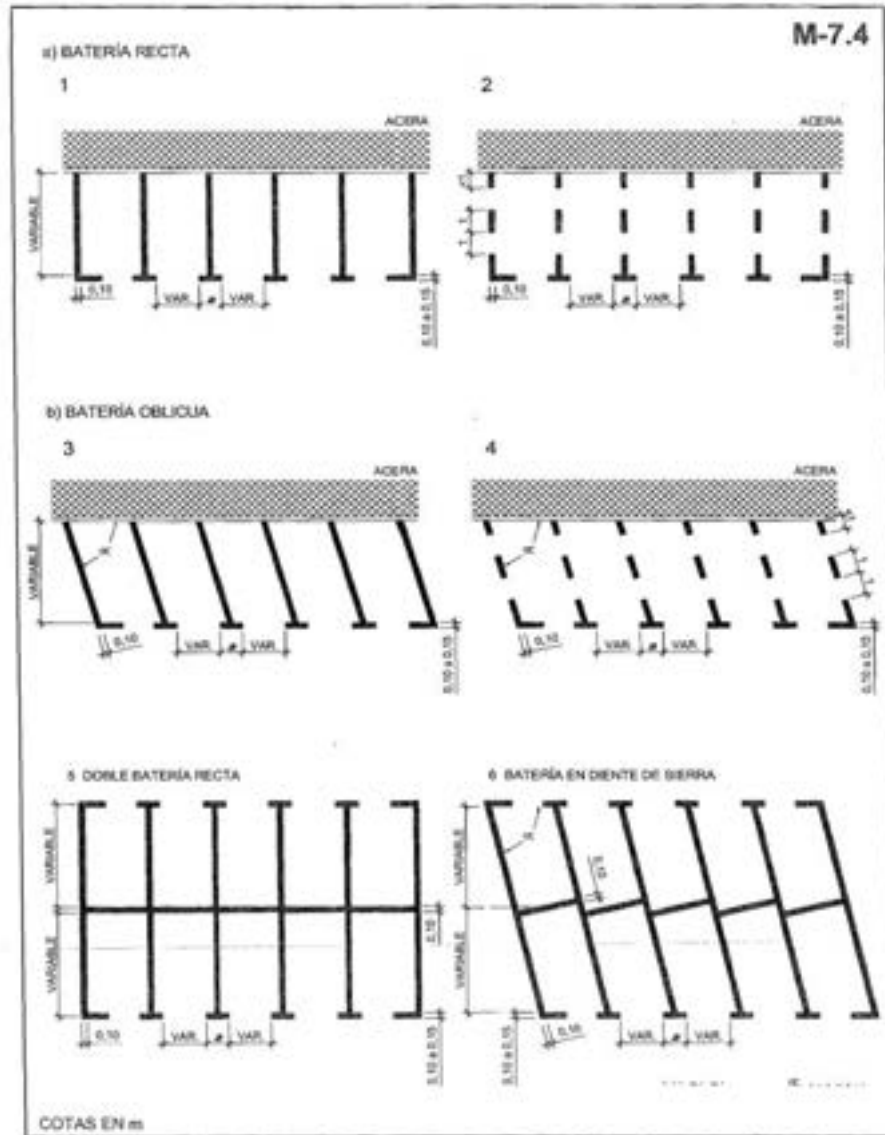 M-7.4
a) BATERÍA RECTA
1
2
ACERA
ACERA
VARIABLE
0,10
VAR.
VAR.
0,10 a 0,15
0,10
VAR.
VAR.
0,10 a 0,15
b) BATERÍA OBLICUA
3
4
ACERA
ACERA
VARIABLE
0,10
VAR.
VAR.
0,10 a 0,15
0,10
VAR.
VAR.
0,10 a 0,15
5 DOBLE BATERÍA RECTA
6 BATERÍA EN DIENTE DE SIERRA
VARIABLE
VARIABLE
0,10
0,10
VAR.
VAR.
0,10 a 0,15
VARIABLE
VARIABLE
0,10
0,10 a 0,15
0,10
VAR.
VAR.
COTAS EN m